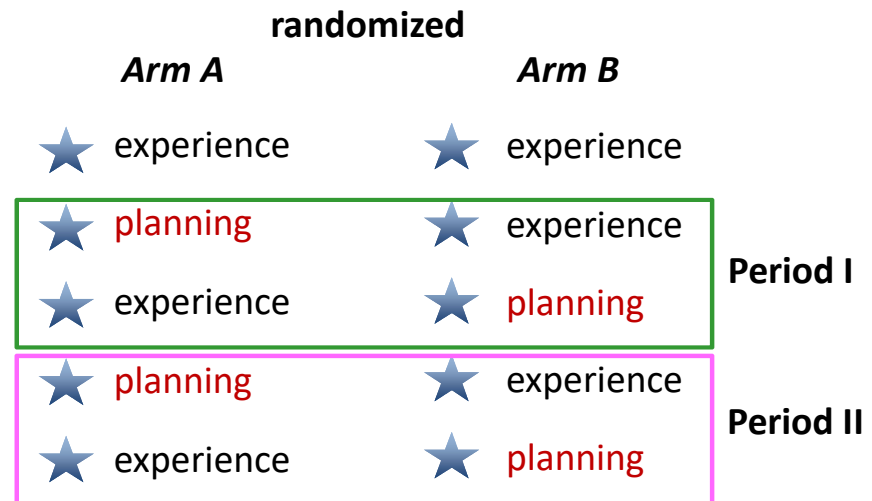 randomized
Arm A Arm B
experience experience
planning experience
Period I
experience planning
planning experience
Period II
experience planning